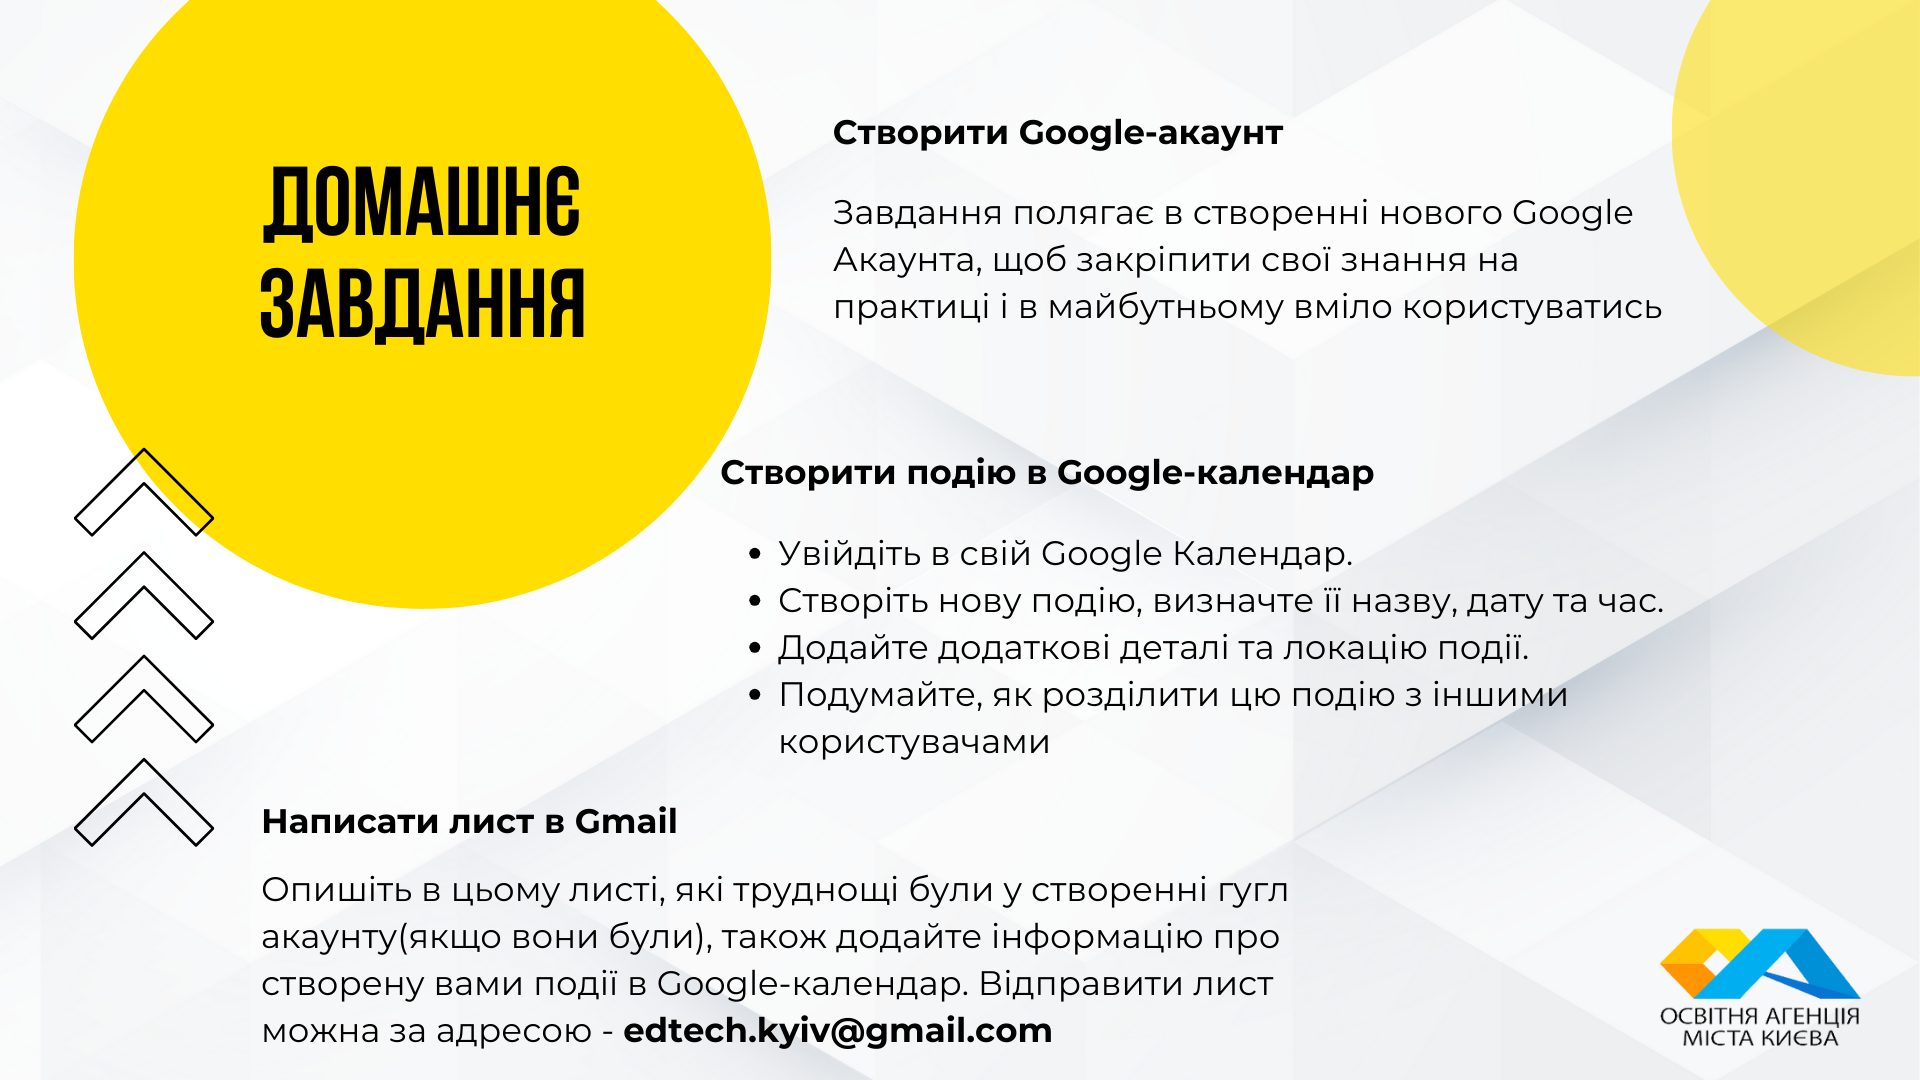 ДОМАШНЄ
ЗАВДАННЯ
Створити Google-акаунт
Завдання полягає в створенні нового Google
Акаунта, щоб закріпити свої знання на
практиці і в майбутньому вміло користуватись
Створити подію в Google-календар
• Увійдіть в свій Google Календар.
• Створіть нову подію, визначте її назву, дату та час.
• Додайте додаткові деталі та локацію події.
• Подумайте, як розділити цю подію з іншими
користувачами
Написати лист в Gmail
Опишіть в цьому листі, які труднощі були у створенні гугл
акаунту(якщо вони були), також додайте інформацію про
створену вами події в Google-календар. Відправити лист
можна за адресою - edtech.kyiv@gmail.com
ОСВІТНЯ АГЕНЦІЯ
МІСТА КИЄВА